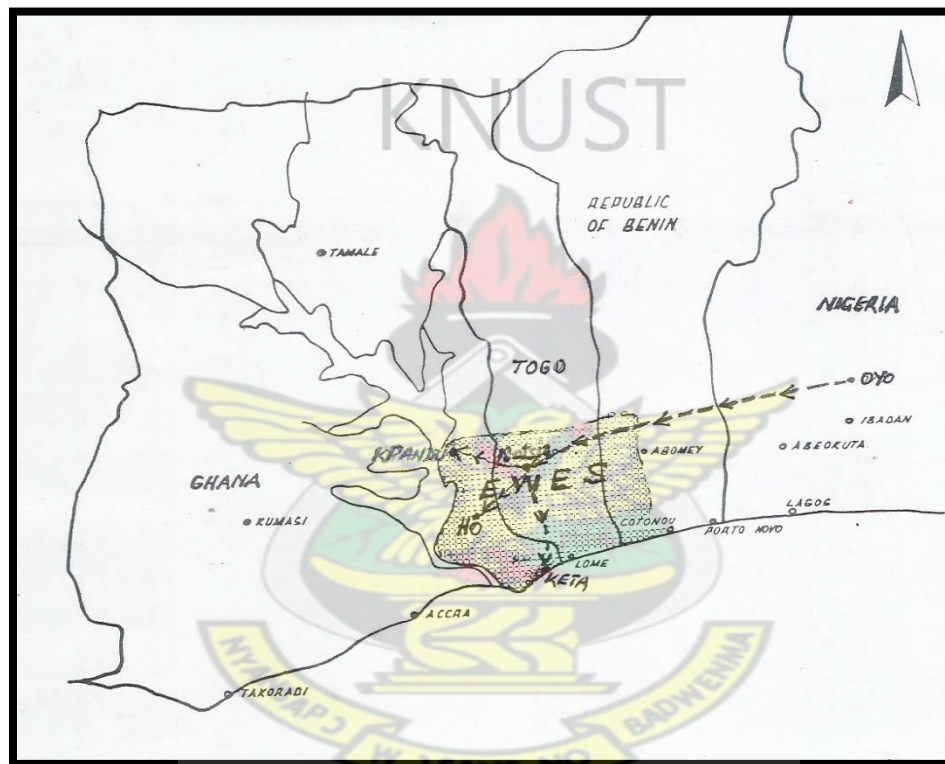 KNUST
REPUBLIC
OF BENIN
TAMALE
NIGERIA
TOGO
OYO
IBADAN
ABEOKUTA
ABOMEY
KPANDU
EWES
GHANA
KUMASI
HO
LAGOS
COTONOU
PORTO NOVO
LOME
KETA
ACCRA
TAKORADI
NYANSAPƆ
BADWENMA